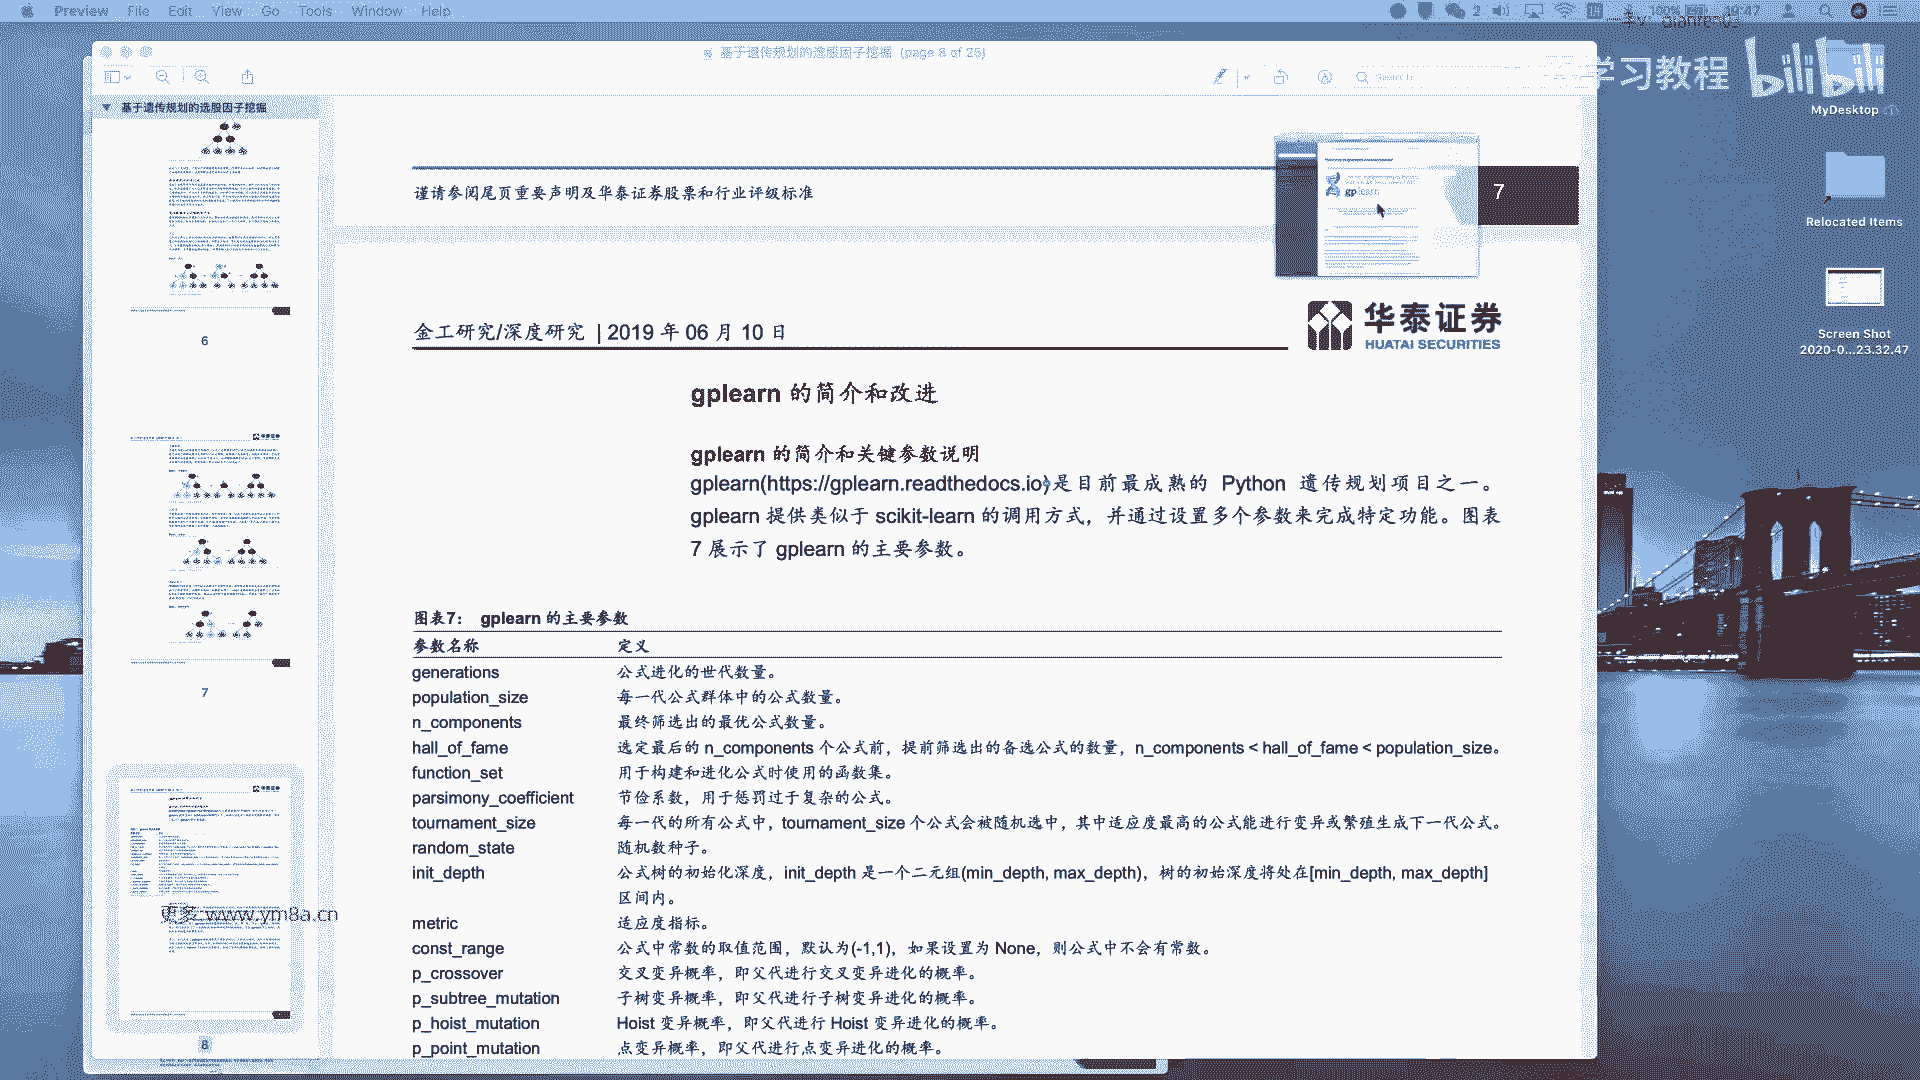 Preview File Edit View Go Tools Window Help
2 100% 19:47
学习教程 bilibili
基于遗传规划的选股因子挖掘 (page 8 of 25)
Search
基于遗传规划的选股因子挖掘
6
7
8
更多:www.ym8a.cn
MyDesktop
Relocated Items
Screen Shot
2020-0...23.32.47
谨请参阅尾页重要声明及华泰证券股票和行业评级标准
gplearn
7
金工研究/深度研究 | 2019 年 06 月 10 日
华泰证券
HUATAI SECURITIES
gplearn 的简介和改进
gplearn 的简介和关键参数说明
gplearn(https://gplearn.readthedocs.io)是目前最成熟的 Python 遗传规划项目之一。
gplearn 提供类似于 scikit-learn 的调用方式，并通过设置多个参数来完成特定功能。图表
7 展示了 gplearn 的主要参数。
图表7： gplearn 的主要参数
参数名称 定义
generations 公式进化的世代数量。
population_size 每一代公式群体中的公式数量。
n_components 最终筛选出的最优公式数量。
hall_of_fame 选定最后的 n_components 个公式前，提前筛选出的备选公式的数量，n_components < hall_of_fame < population_size。
function_set 用于构建和进化公式时使用的函数集。
parsimony_coefficient 节俭系数，用于惩罚过于复杂的公式。
tournament_size 每一代的所有公式中，tournament_size 个公式会被随机选中，其中适应度最高的公式能进行变异或繁殖生成下一代公式。
random_state 随机数种子。
init_depth 公式树的初始化深度，init_depth 是一个二元组(min_depth, max_depth)，树的初始深度将处在[min_depth, max_depth]
区间内。
metric 适应度指标。
const_range 公式中常数的取值范围，默认为(-1,1)，如果设置为 None，则公式中不会有常数。
p_crossover 交叉变异概率，即父代进行交叉变异进化的概率。
p_subtree_mutation 子树变异概率，即父代进行子树变异进化的概率。
p_hoist_mutation Hoist 变异概率，即父代进行 Hoist 变异进化的概率。
p_point_mutation 点变异概率，即父代进行点变异进化的概率。